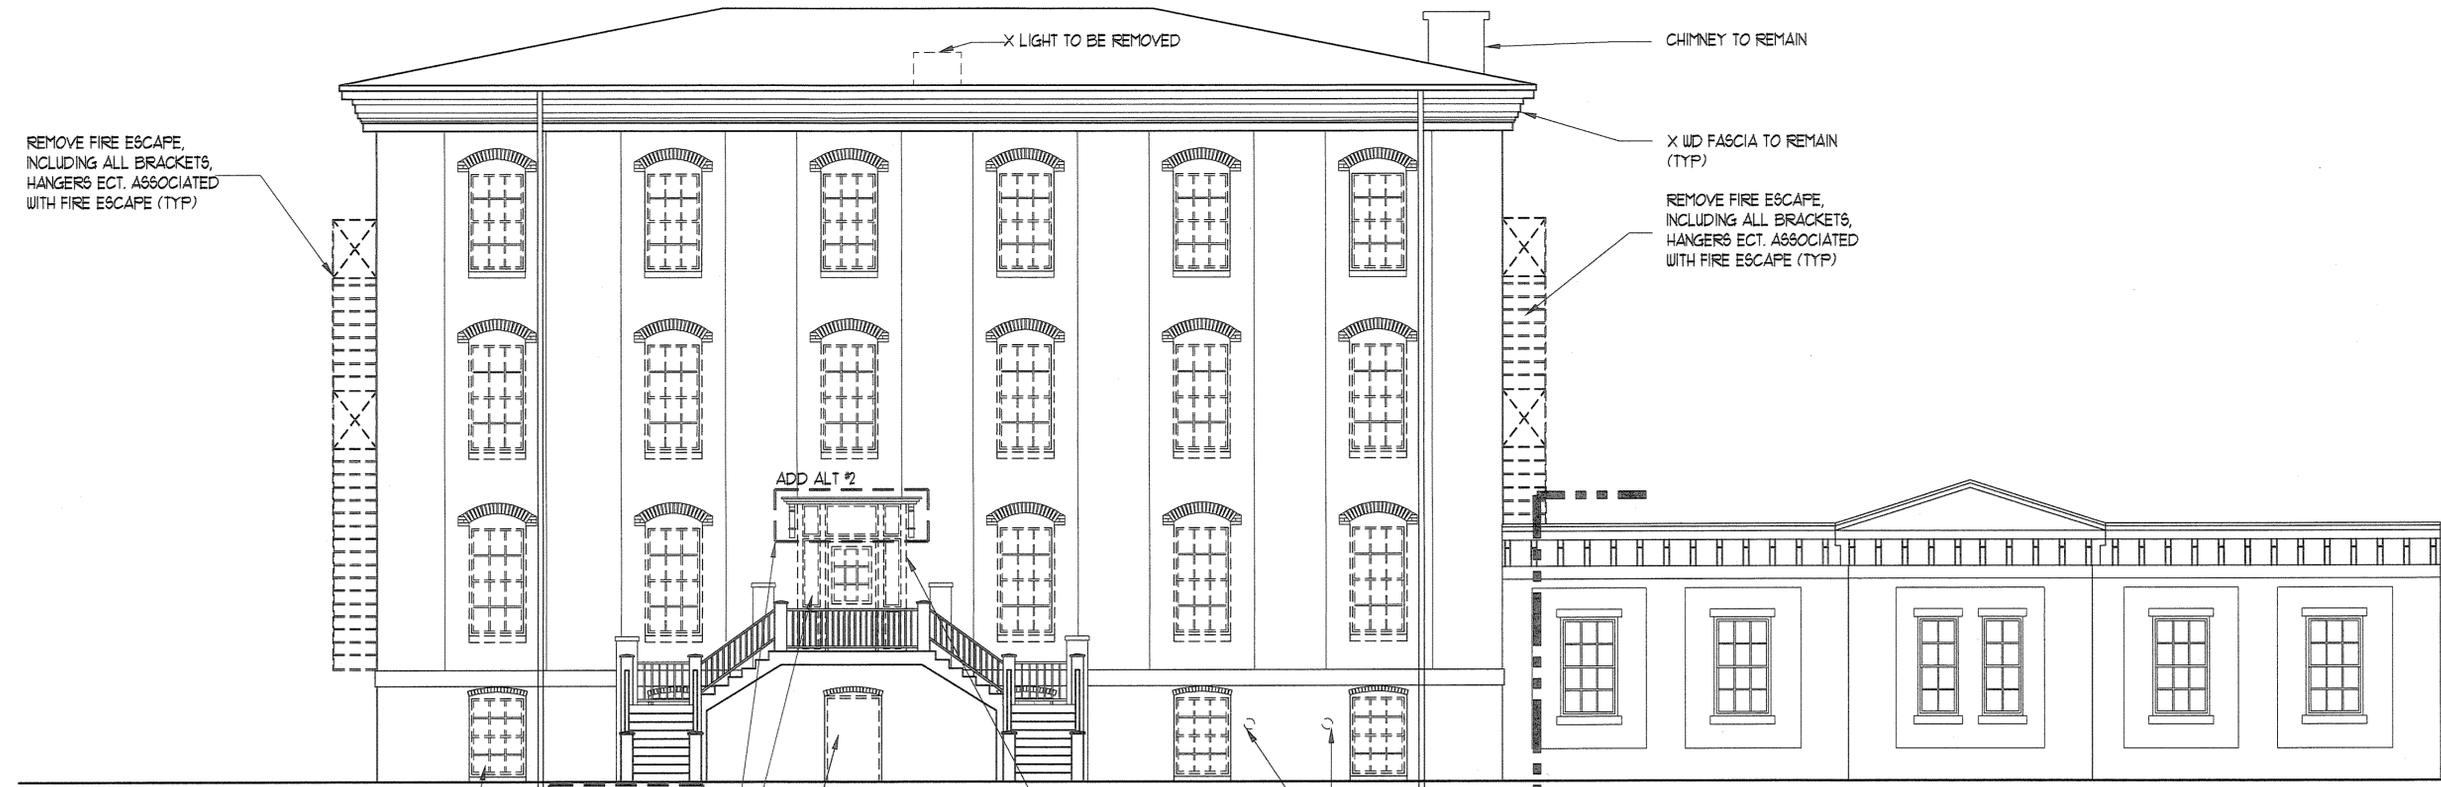 X LIGHT TO BE REMOVED
CHIMNEY TO REMAIN
REMOVE FIRE ESCAPE,
INCLUDING ALL BRACKETS,
HANGERS ECT. ASSOCIATED
WITH FIRE ESCAPE (TYP)
X WD FASCIA TO REMAIN
(TYP)
REMOVE FIRE ESCAPE,
INCLUDING ALL BRACKETS,
HANGERS ECT. ASSOCIATED
WITH FIRE ESCAPE (TYP)
ADD ALT #2